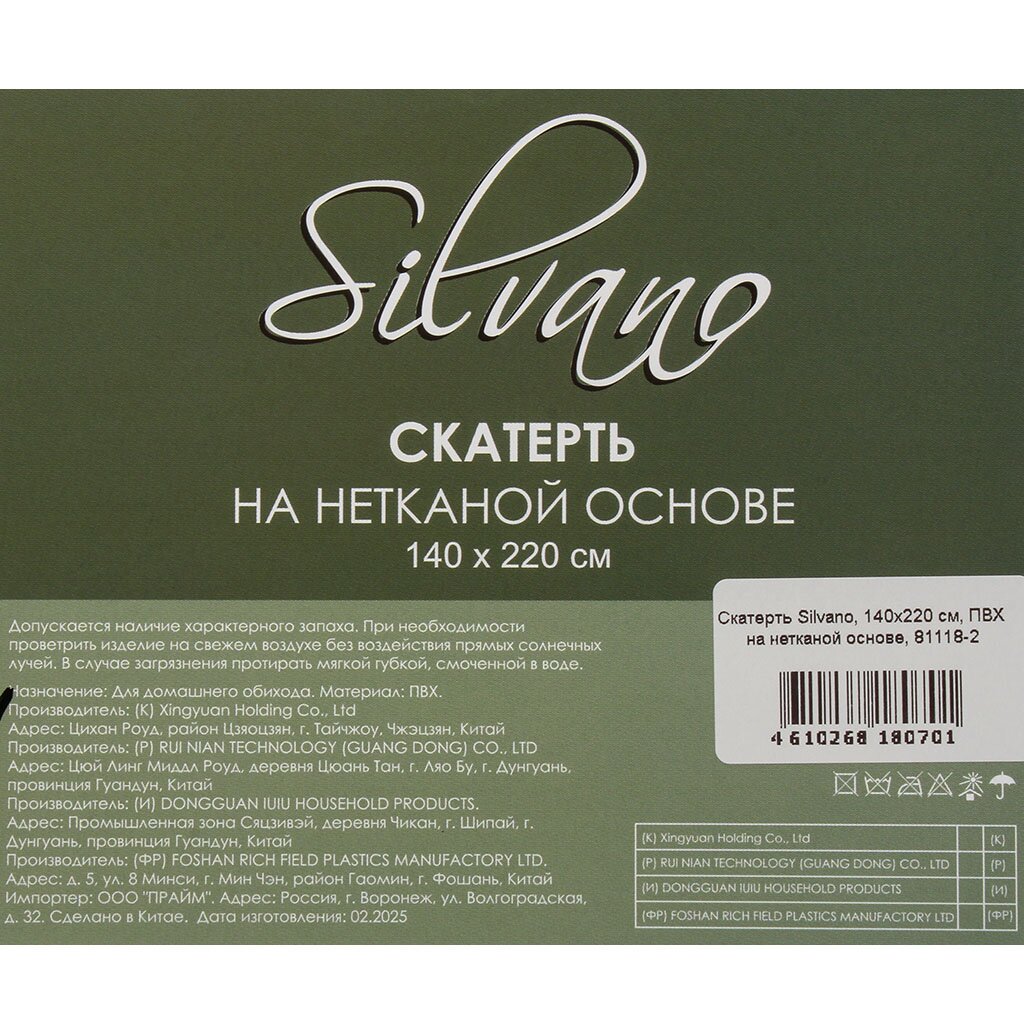 Silvano
СКАТЕРТЬ
НА НЕТКАНОЙ ОСНОВЕ
140 x 220 см
Допускается наличие характерного запаха. При необходимости
проветрить изделие на свежем воздухе без воздействия прямых солнечных
лучей. В случае загрязнения протирать мягкой губкой, смоченной в воде.
Назначение: Для домашнего обихода. Материал: ПВХ.
Производитель: (К) Xingyuan Holding Co., Ltd
Адрес: Цихан Роуд, район Цзяоцзян, г. Тайчжоу, Чжэцзян, Китай
Производитель: (Р) RUI NIAN TECHNOLOGY (GUANG DONG) CO., LTD
Адрес: Цюй Линг Миддл Роуд, деревня Цюань Тан, г. Ляо Бу, г. Дунгуань,
провинция Гуандун, Китай
Производитель: (И) DONGGUAN IUIU HOUSEHOLD PRODUCTS.
Адрес: Промышленная зона Сяцзивэй, деревня Чикан, г. Шипай, г.
Дунгуань, провинция Гуандун, Китай
Производитель: (ФР) FOSHAN RICH FIELD PLASTICS MANUFACTORY LTD.
Адрес: д. 5, ул. 8 Минси, г. Мин Чэн, район Гаомин, г. Фошань, Китай
Импортер: ООО "ПРАЙМ". Адрес: Россия, г. Воронеж, ул. Волгоградская,
д. 32. Сделано в Китае. Дата изготовления: 02.2025
Скатерть Silvano, 140х220 см, ПВХ
на нетканой основе, 81118-2
4 610268 180701
(К) Xingyuan Holding Co., Ltd (К)
(Р) RUI NIAN TECHNOLOGY (GUANG DONG) CO.., LTD (Р)
(И) DONGGUAN IUIU HOUSEHOLD PRODUCTS (И)
(ФР) FOSHAN RICH FIELD PLASTICS MANUFACTORY LTD (ФР)